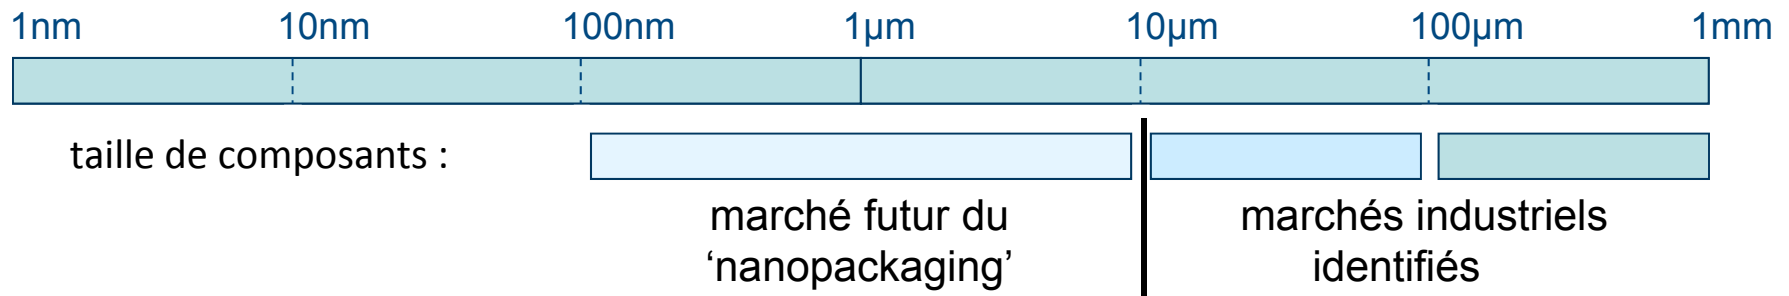 1nm 10nm 100nm 1µm 10µm 100µm 1mm
taille de composants :
marché futur du
‘nanopackaging’
marchés industriels
identifiés